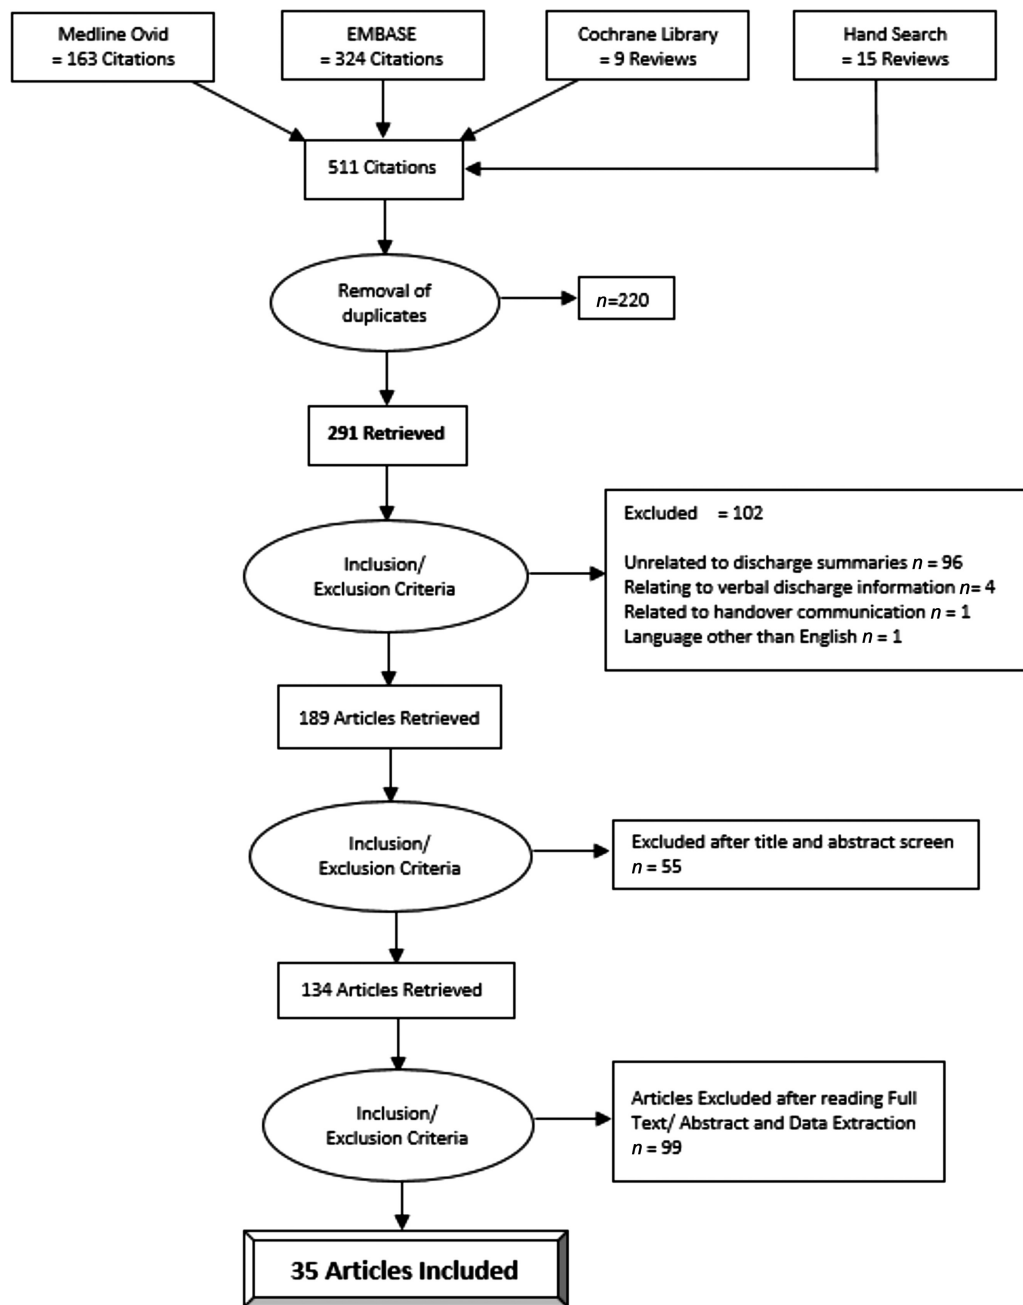 Medline Ovid
= 163 Citations
EMBASE
= 324 Citations
Cochrane Library
= 9 Reviews
Hand Search
= 15 Reviews
511 Citations
Removal of
duplicates
n=220
291 Retrieved
Inclusion/
Exclusion Criteria
Excluded = 102
Unrelated to discharge summaries n = 96
Relating to verbal discharge information n= 4
Related to handover communication n = 1
Language other than English n = 1
189 Articles Retrieved
Inclusion/
Exclusion Criteria
Excluded after title and abstract screen
n = 55
134 Articles Retrieved
Inclusion/
Exclusion Criteria
Articles Excluded after reading Full
Text/ Abstract and Data Extraction
n = 99
35 Articles Included